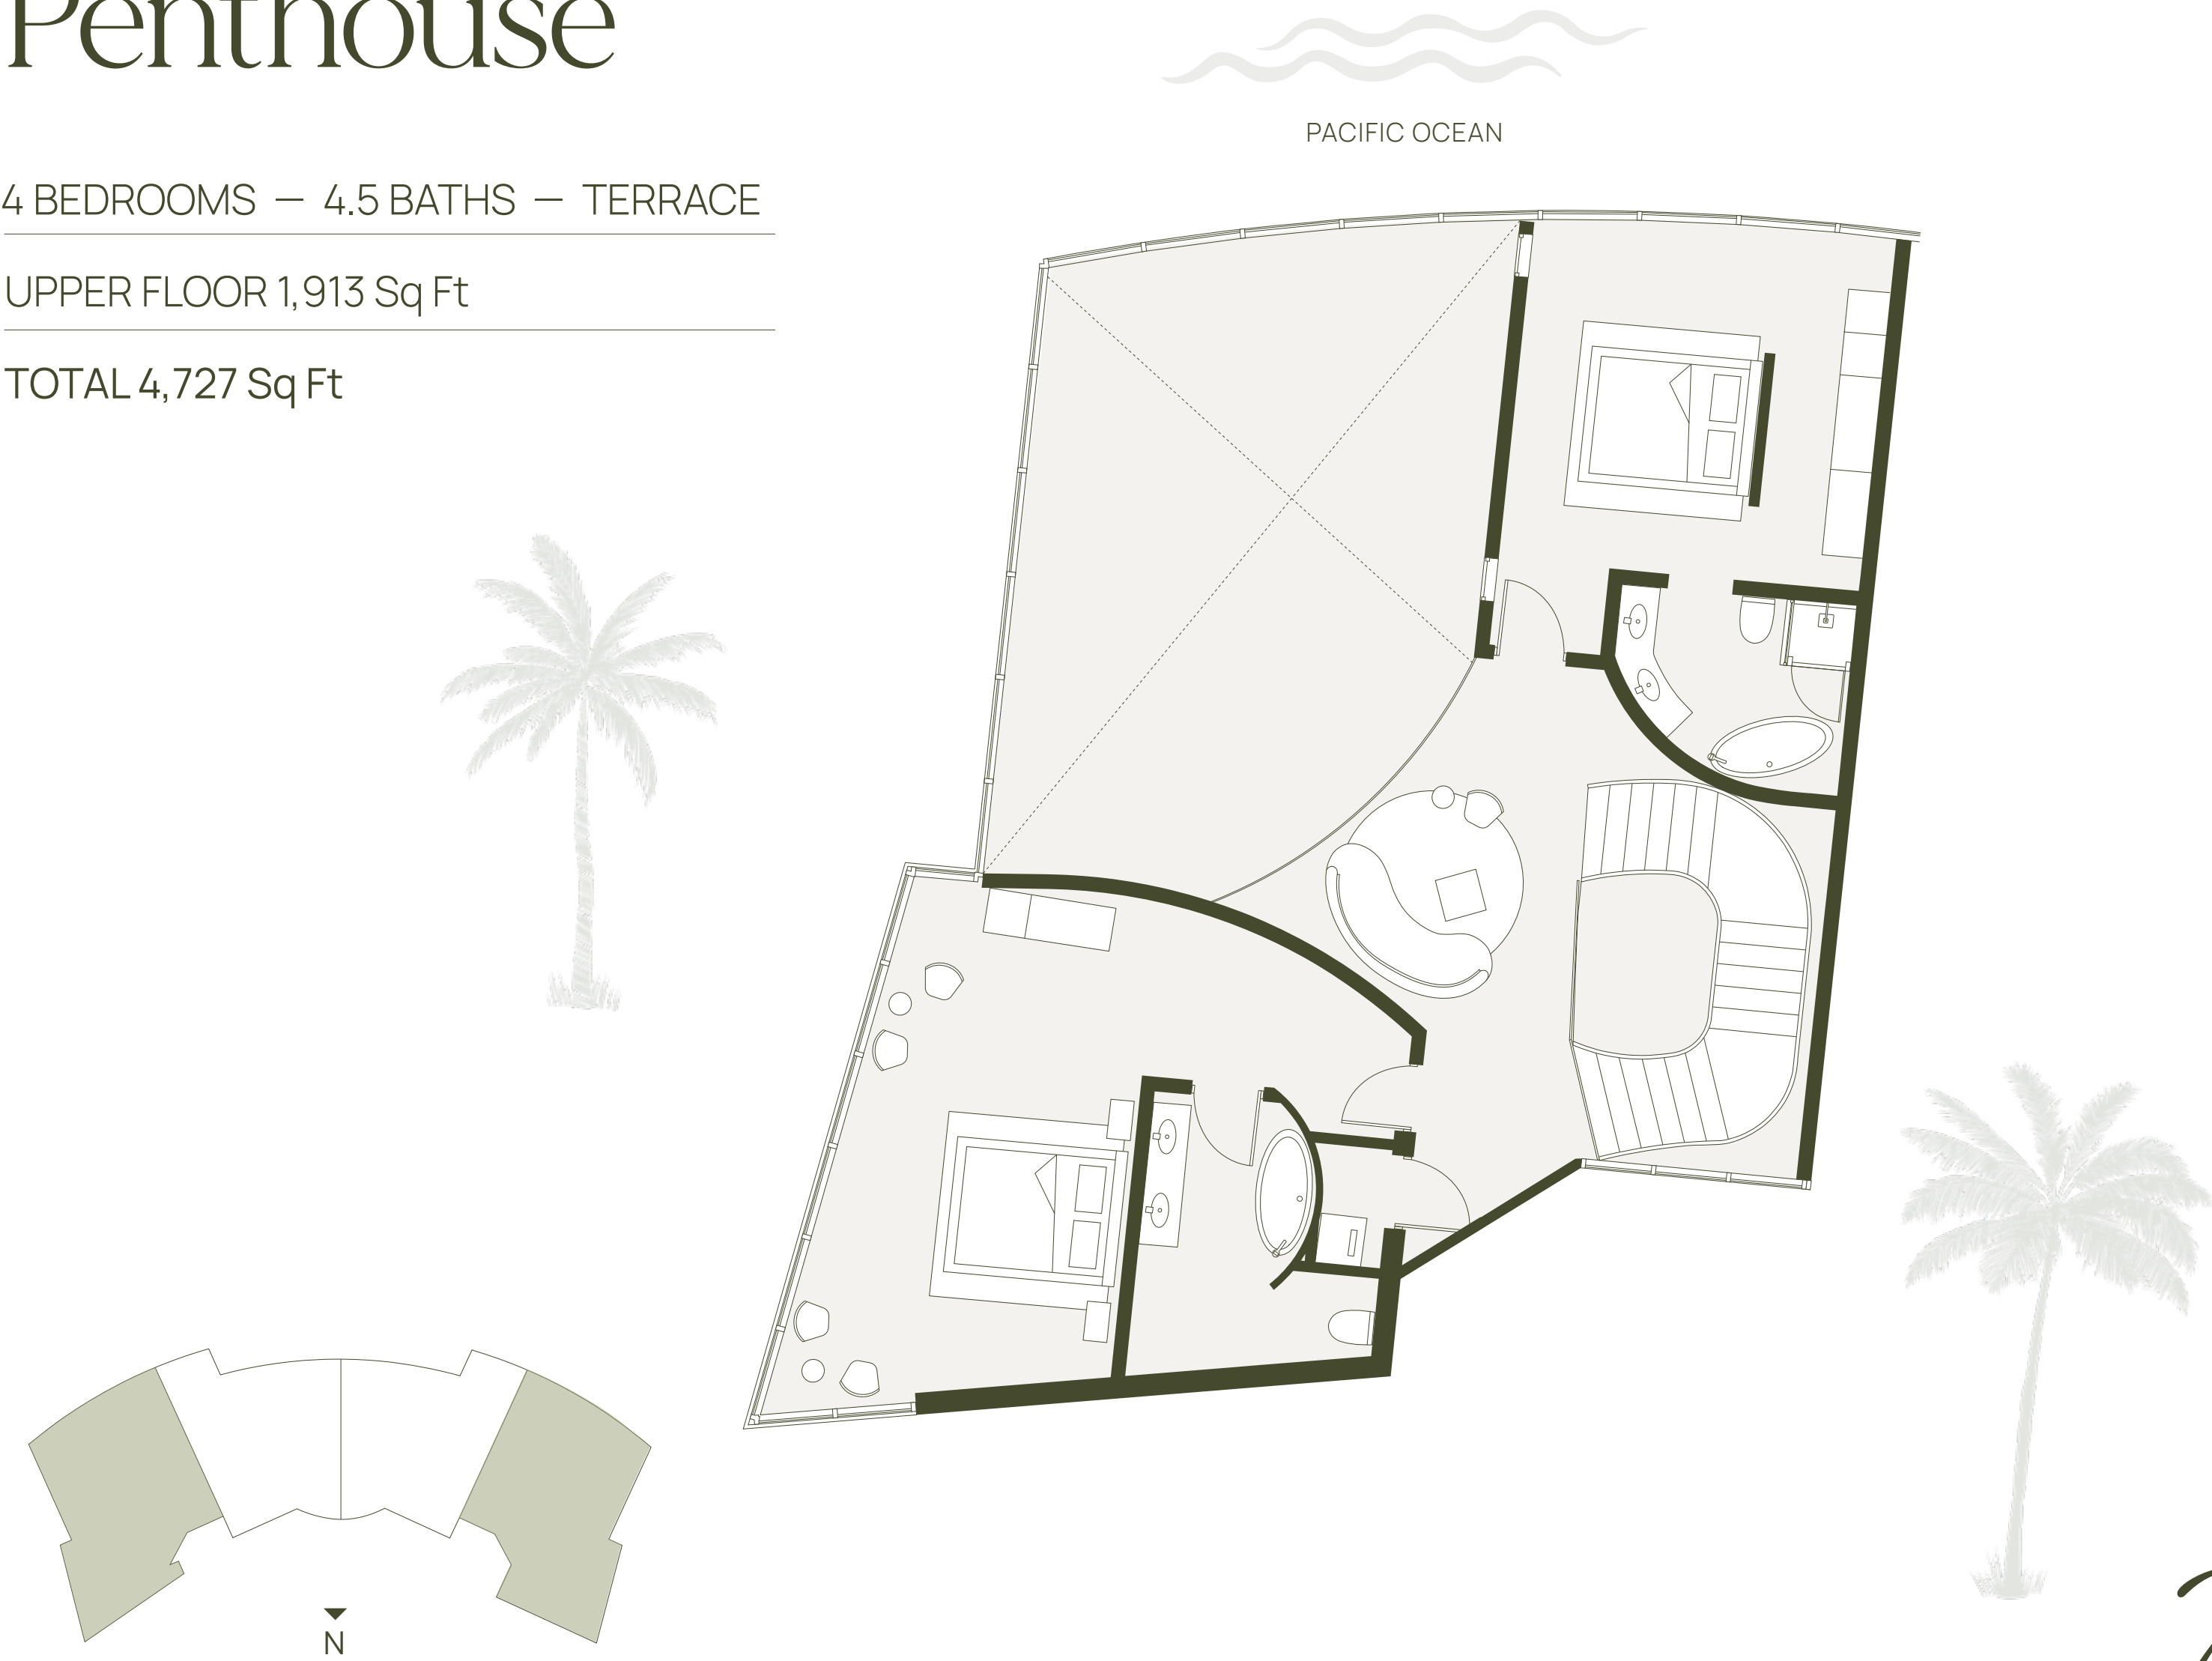 Penthouse
4 BEDROOMS — 4.5 BATHS — TERRACE
UPPER FLOOR 1,913 Sq Ft
TOTAL 4,727 Sq Ft
PACIFIC OCEAN
N